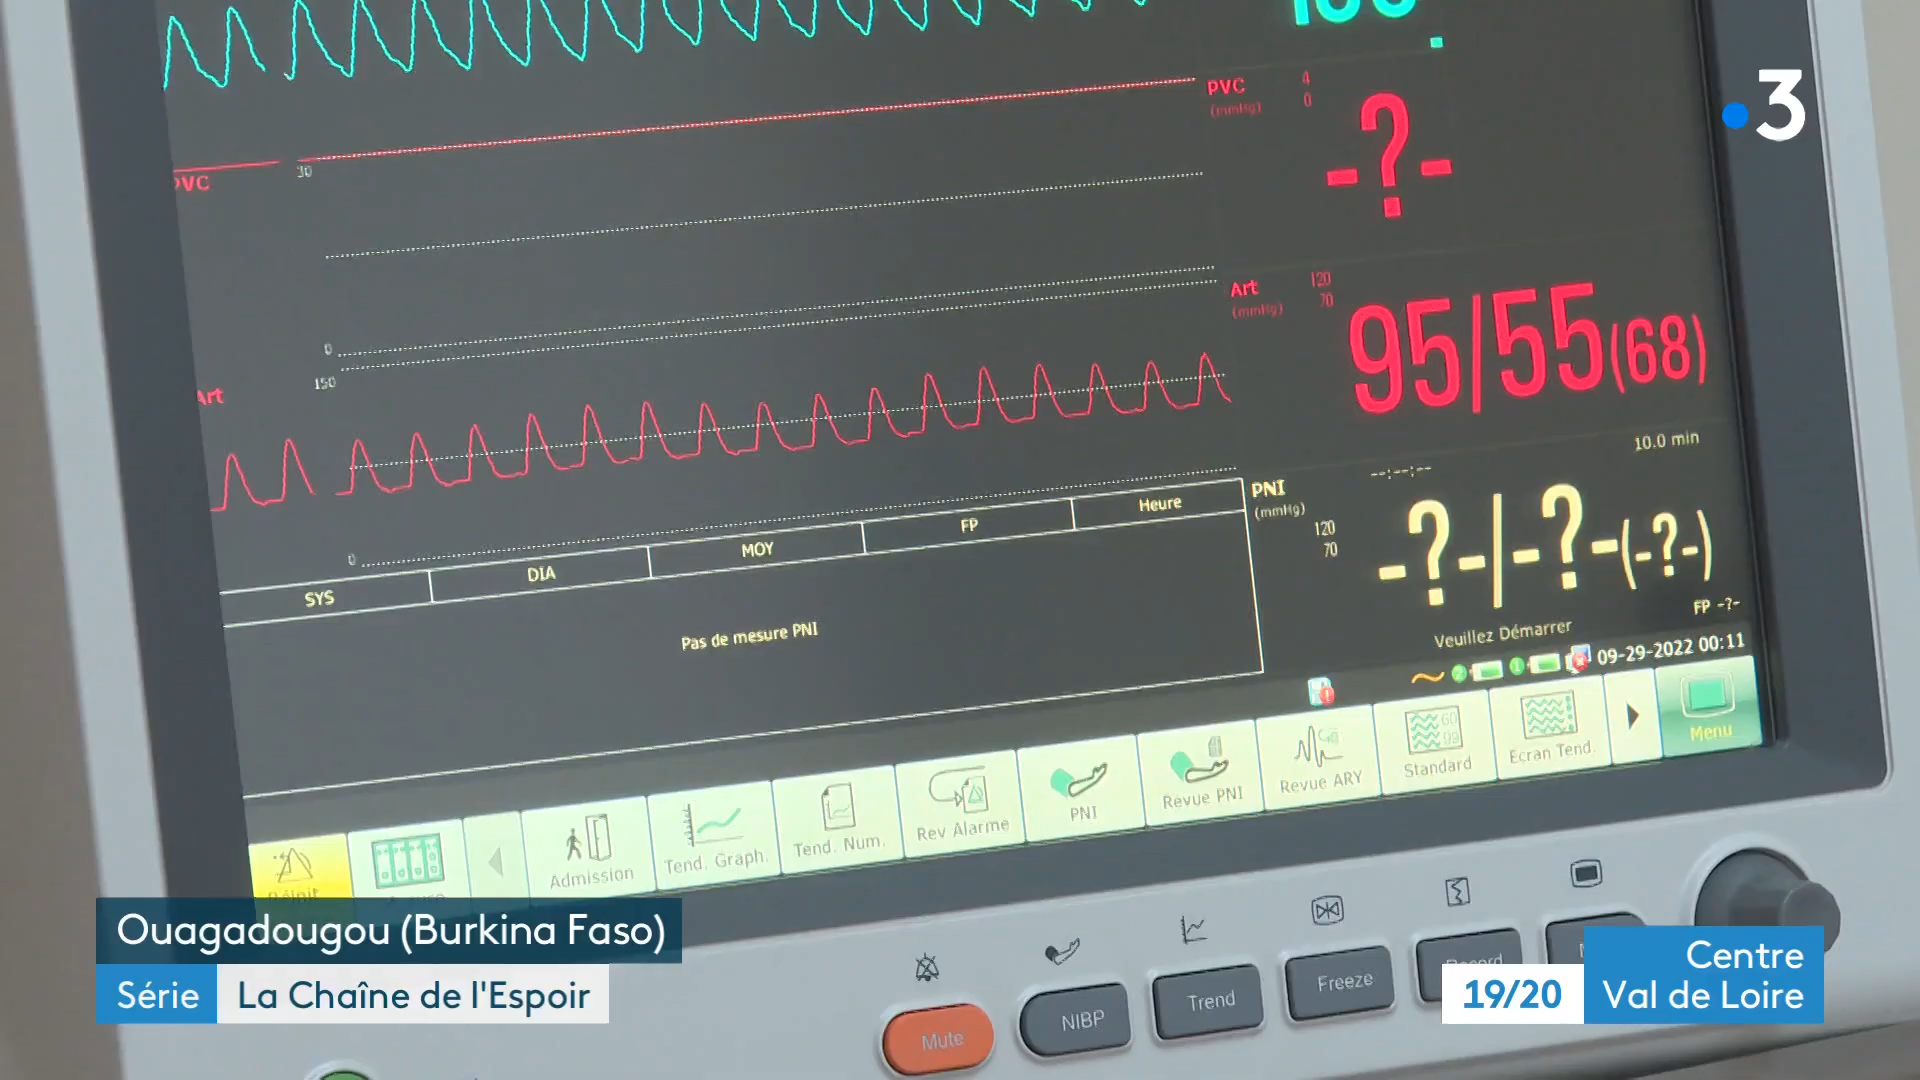 3
PVC
(mmHg)
4
0
PVC
30
-?-
0
150
Art
(mmHg)
120
70
95/55(68)
Art
0
10.0 min
--:--:--
PNI
(mmHg)
120
70
-?-/-?-(-?-)
FP -?-
SYS DIA MOY FP Heure
Pas de mesure PNI
Veuillez Démarrer
09-29-2022 00:11
Admission
Tend. Graph.
Tend. Num.
Rev Alarme
PNI
Revue PNI
Revue ARY
Standard
Ecran Tend.
Menu
Mute
NIBP
Trend
Freeze
Record
Ouagadougou (Burkina Faso)
Série La Chaîne de l'Espoir
19/20
Centre
Val de Loire